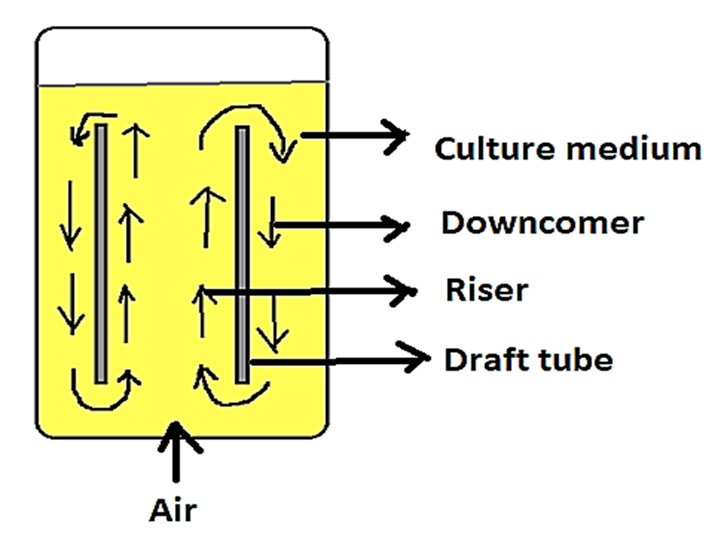 Culture medium
Downcomer
Riser
Draft tube
Air